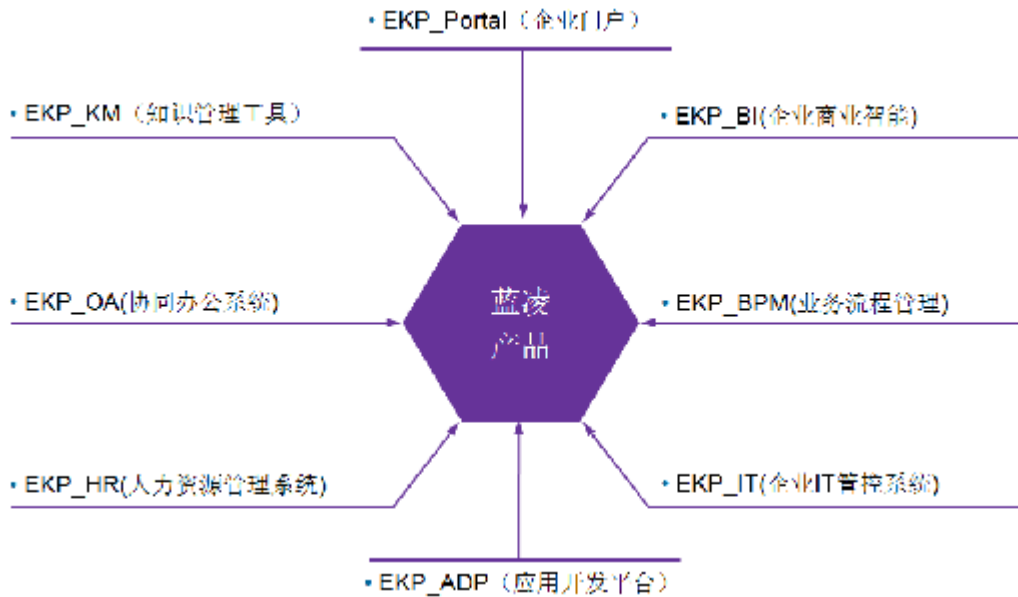 • EKP_Portal（企业门户）
• EKP_KM（知识管理工具）
• EKP_BI(企业商业智能)
• EKP_OA(协同办公系统)
蓝凌
产品
• EKP_BPM(业务流程管理)
• EKP_HR(人力资源管理系统)
• EKP_IT(企业IT管控系统)
• EKP_ADP（应用开发平台）